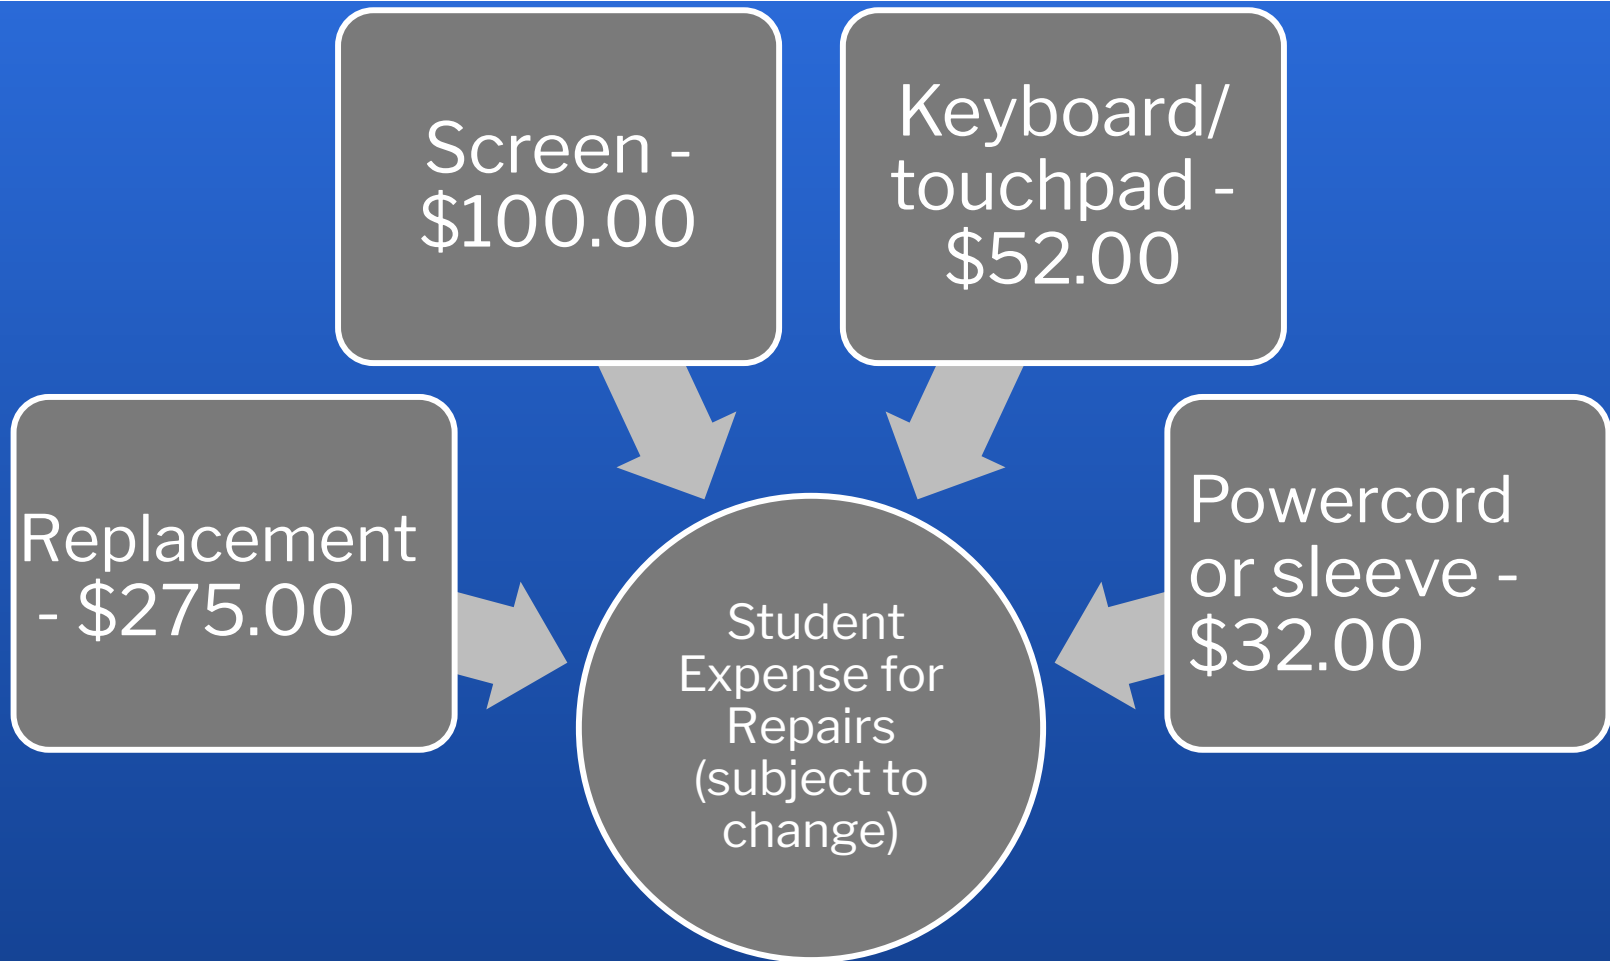 Screen -
$100.00
Keyboard/
touchpad -
$52.00
Replacement
- $275.00
Powercord
or sleeve -
$32.00
Student
Expense for
Repairs
(subject to
change)